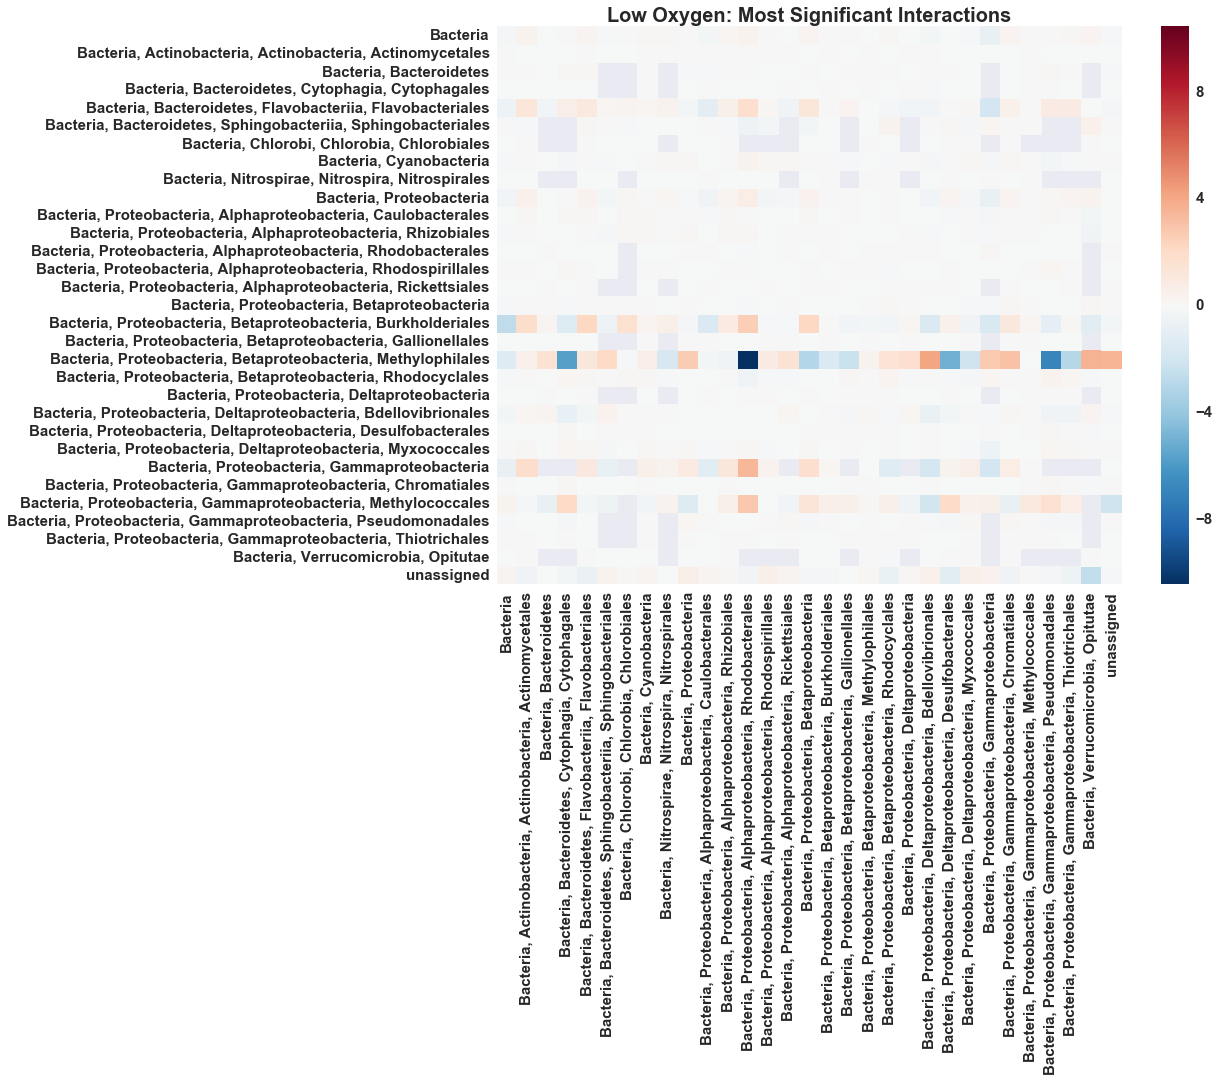 Low Oxygen: Most Significant Interactions
Bacteria
Bacteria, Actinobacteria, Actinobacteria, Actinomycetales
Bacteria, Bacteroidetes
Bacteria, Bacteroidetes, Cytophagia, Cytophagales
Bacteria, Bacteroidetes, Flavobacteriia, Flavobacteriales
Bacteria, Bacteroidetes, Sphingobacteriia, Sphingobacteriales
Bacteria, Chlorobi, Chlorobia, Chlorobiales
Bacteria, Cyanobacteria
Bacteria, Nitrospirae, Nitrospira, Nitrospirales
Bacteria, Proteobacteria
Bacteria, Proteobacteria, Alphaproteobacteria, Caulobacterales
Bacteria, Proteobacteria, Alphaproteobacteria, Rhizobiales
Bacteria, Proteobacteria, Alphaproteobacteria, Rhodobacterales
Bacteria, Proteobacteria, Alphaproteobacteria, Rhodospirillales
Bacteria, Proteobacteria, Alphaproteobacteria, Rickettsiales
Bacteria, Proteobacteria, Betaproteobacteria
Bacteria, Proteobacteria, Betaproteobacteria, Burkholderiales
Bacteria, Proteobacteria, Betaproteobacteria, Gallionellales
Bacteria, Proteobacteria, Betaproteobacteria, Methylophilales
Bacteria, Proteobacteria, Betaproteobacteria, Rhodocyclales
Bacteria, Proteobacteria, Deltaproteobacteria
Bacteria, Proteobacteria, Deltaproteobacteria, Bdellovibrionales
Bacteria, Proteobacteria, Deltaproteobacteria, Desulfobacterales
Bacteria, Proteobacteria, Deltaproteobacteria, Myxococcales
Bacteria, Proteobacteria, Gammaproteobacteria
Bacteria, Proteobacteria, Gammaproteobacteria, Chromatiales
Bacteria, Proteobacteria, Gammaproteobacteria, Methylococcales
Bacteria, Proteobacteria, Gammaproteobacteria, Pseudomonadales
Bacteria, Proteobacteria, Gammaproteobacteria, Thiotrichales
Bacteria, Verrucomicrobia, Opitutae
unassigned
8
4
0
−4
−8
Bacteria
Bacteria, Actinobacteria, Actinobacteria, Actinomycetales
Bacteria, Bacteroidetes
Bacteria, Bacteroidetes, Cytophagia, Cytophagales
Bacteria, Bacteroidetes, Flavobacteriia, Flavobacteriales
Bacteria, Bacteroidetes, Sphingobacteriia, Sphingobacteriales
Bacteria, Chlorobi, Chlorobia, Chlorobiales
Bacteria, Cyanobacteria
Bacteria, Nitrospirae, Nitrospira, Nitrospirales
Bacteria, Proteobacteria
Bacteria, Proteobacteria, Alphaproteobacteria, Caulobacterales
Bacteria, Proteobacteria, Alphaproteobacteria, Rhizobiales
Bacteria, Proteobacteria, Alphaproteobacteria, Rhodobacterales
Bacteria, Proteobacteria, Alphaproteobacteria, Rhodospirillales
Bacteria, Proteobacteria, Alphaproteobacteria, Rickettsiales
Bacteria, Proteobacteria, Betaproteobacteria
Bacteria, Proteobacteria, Betaproteobacteria, Burkholderiales
Bacteria, Proteobacteria, Betaproteobacteria, Gallionellales
Bacteria, Proteobacteria, Betaproteobacteria, Methylophilales
Bacteria, Proteobacteria, Betaproteobacteria, Rhodocyclales
Bacteria, Proteobacteria, Deltaproteobacteria
Bacteria, Proteobacteria, Deltaproteobacteria, Bdellovibrionales
Bacteria, Proteobacteria, Deltaproteobacteria, Desulfobacterales
Bacteria, Proteobacteria, Deltaproteobacteria, Myxococcales
Bacteria, Proteobacteria, Gammaproteobacteria
Bacteria, Proteobacteria, Gammaproteobacteria, Chromatiales
Bacteria, Proteobacteria, Gammaproteobacteria, Methylococcales
Bacteria, Proteobacteria, Gammaproteobacteria, Pseudomonadales
Bacteria, Proteobacteria, Gammaproteobacteria, Thiotrichales
Bacteria, Verrucomicrobia, Opitutae
unassigned